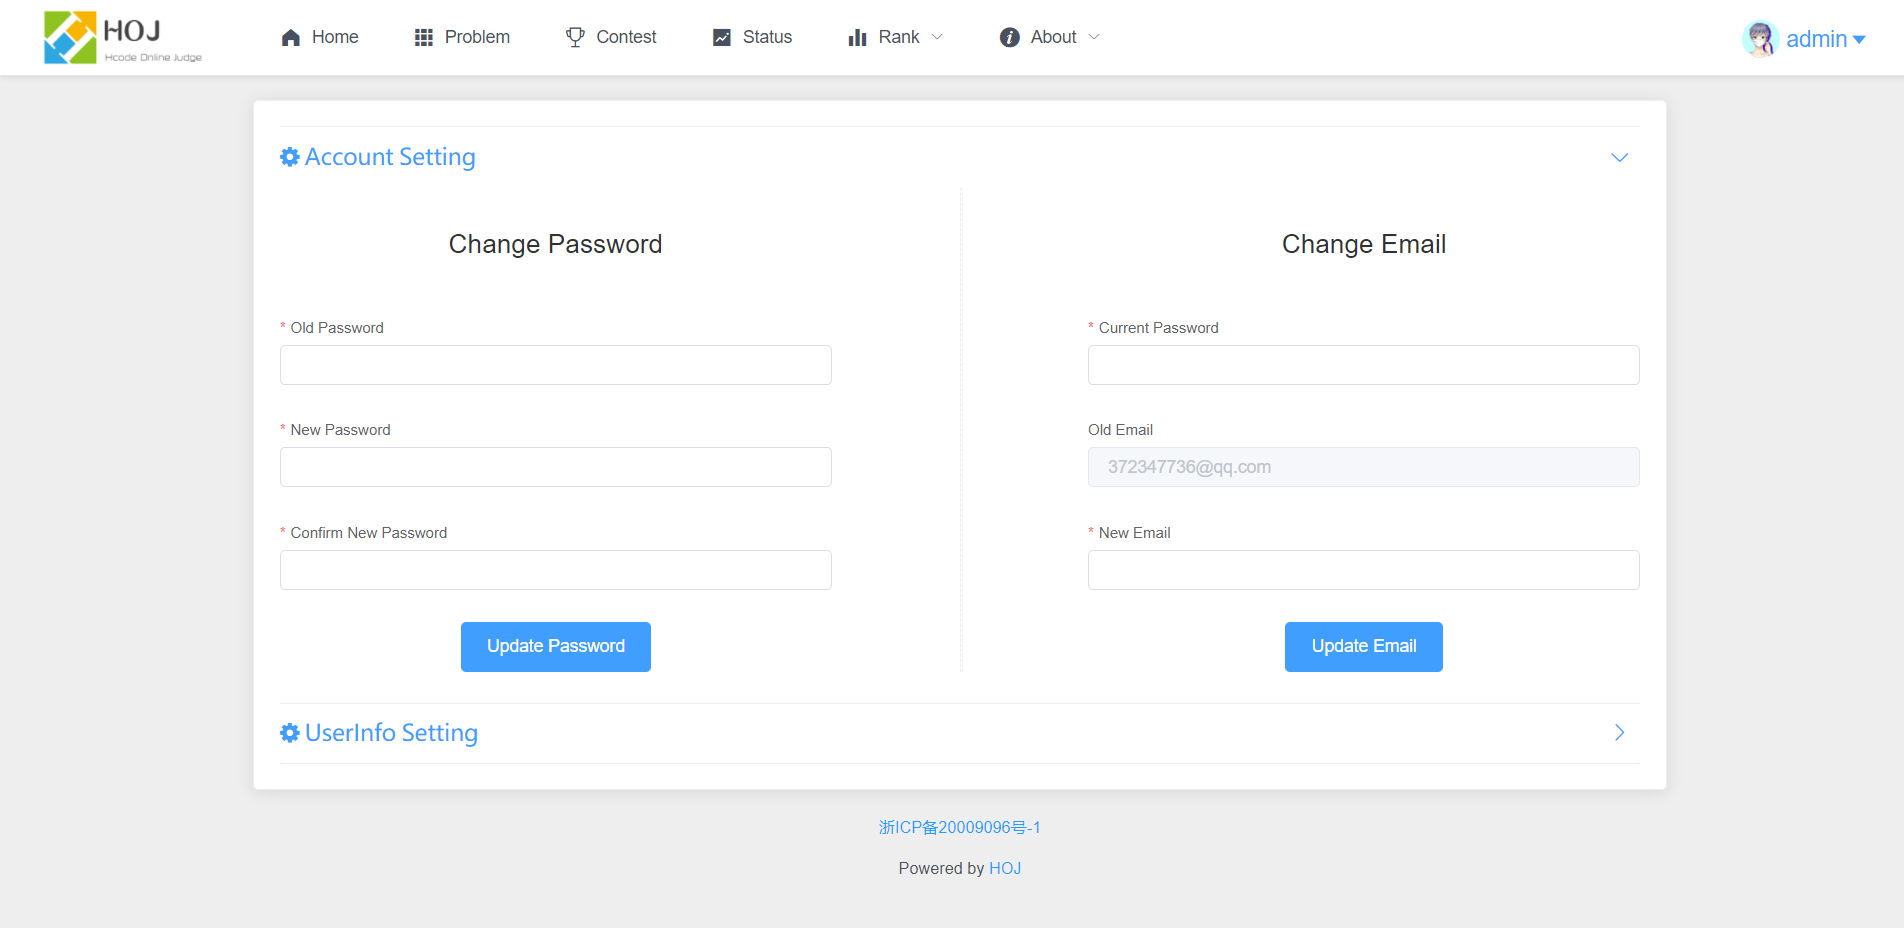 HOJ
Hcode Online Judge
Home
Problem
Contest
Status
Rank
About
admin
Account Setting
Change Password
* Old Password
* New Password
* Confirm New Password
Update Password
Change Email
* Current Password
Old Email
372347736@qq.com
* New Email
Update Email
UserInfo Setting
浙ICP备20009096号-1
Powered by HOJ